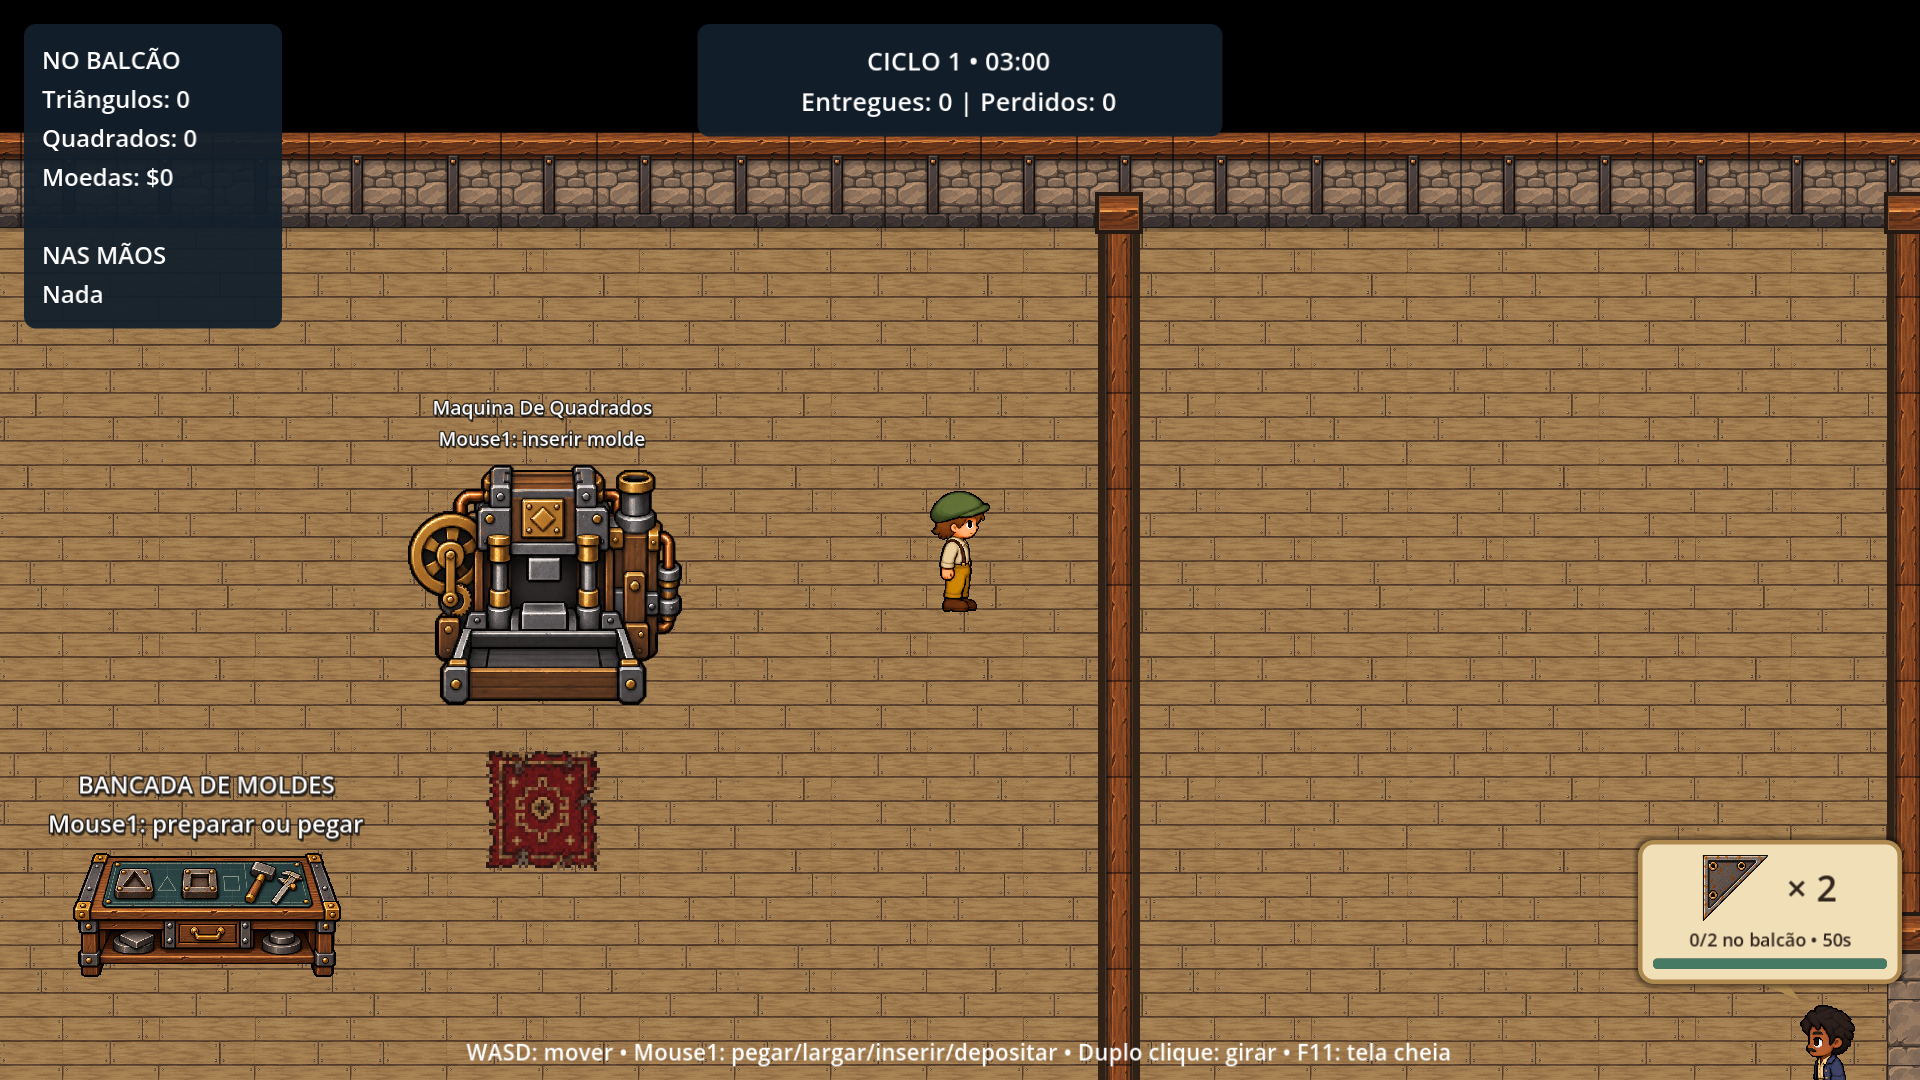 NO BALCÃO
Triângulos: 0
Quadrados: 0
Moedas: $0
NAS MÃOS
Nada
CICLO 1 • 03:00
Entregues: 0 | Perdidos: 0
Maquina De Quadrados
Mouse1: inserir molde
BANCADA DE MOLDES
Mouse1: preparar ou pegar
× 2
0/2 no balcão • 50s
WASD: mover • Mouse1: pegar/largar/inserir/depositar • Duplo clique: girar • F11: tela cheia